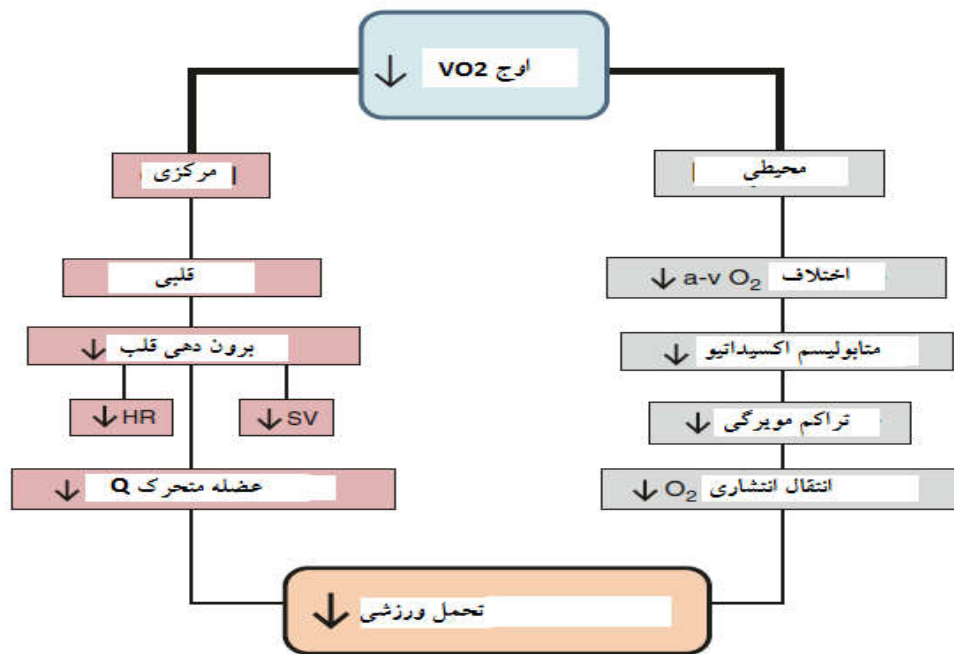 ↓ اوج VO2
مرکزی
محیطی
قلبی
↓ a-v O₂ اختلاف
↓ برون دهی قلب
↓ متابولیسم اکسیداتیو
↓ HR
↓ SV
↓ تراکم مویرگی
↓ Q عضله متحرک
↓ O₂ انتقال انتشاری
↓ تحمل ورزشی